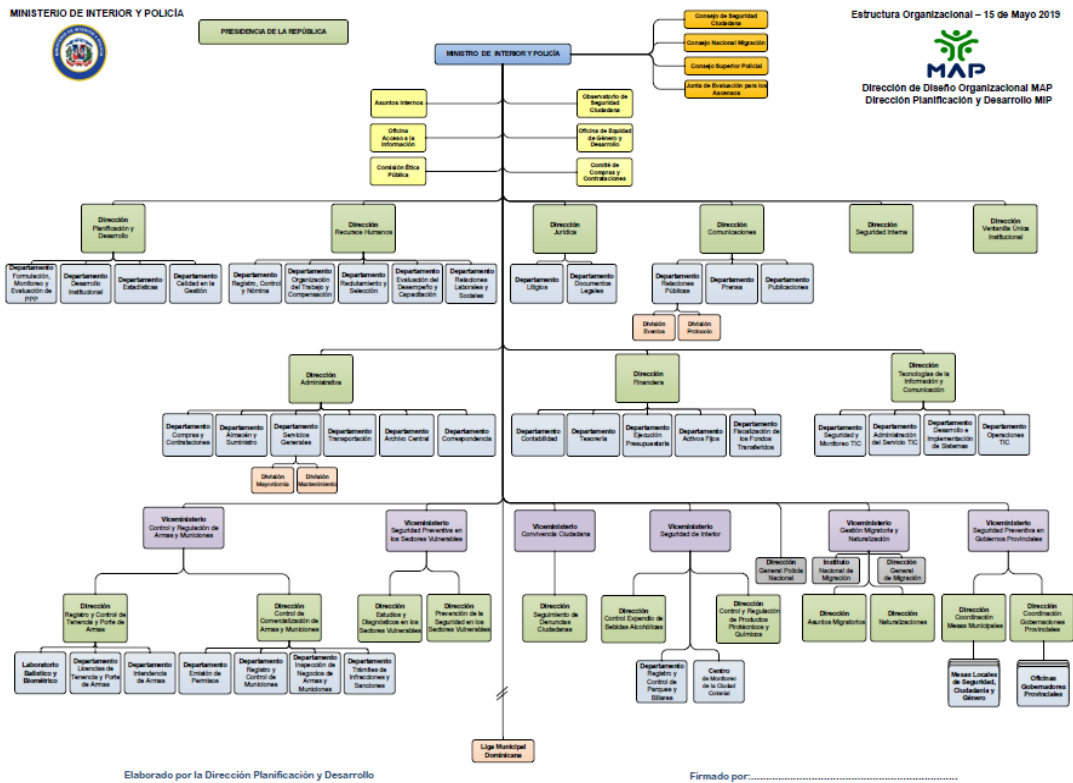 MINISTERIO DE INTERIOR Y POLICÍA
PRESIDENCIA DE LA REPÚBLICA
Estructura Organizacional – 15 de Mayo 2019
MAP
Dirección de Diseño Organizacional MAP
Dirección Planificación y Desarrollo MIP
MINISTRO DE INTERIOR Y POLICÍA
Consejo de Seguridad
Ciudadana
Consejo Nacional Migración
Consejo Superior Policial
Junta de Evaluación para los
Ascensos
Asuntos Internos
Observatorio de
Seguridad
Ciudadana
Oficina
Acceso a la
Información
Oficina de Equidad
de Género y
Desarrollo
Comisión Ética
Pública
Comité de
Compras y
Contrataciones
Dirección
Planificación y
Desarrollo
Dirección
Recursos Humanos
Dirección
Jurídica
Dirección
Comunicaciones
Dirección
Seguridad Interna
Dirección
Ventanilla Única
Institucional
Departamento
Formulación,
Monitoreo y
Evaluación de
PPP
Departamento
Desarrollo
Institucional
Departamento
Estadísticas
Departamento
Calidad en la
Gestión
Departamento
Registro, Control
y Nómina
Departamento
Organización
del Trabajo y
Compensación
Departamento
Reclutamiento y
Selección
Departamento
Evaluación del
Desempeño y
Capacitación
Departamento
Relaciones
Laborales y
Sociales
Departamento
Litigios
Departamento
Documentos
Legales
Departamento
Relaciones
Públicas
Departamento
Prensa
Departamento
Publicaciones
División
Eventos
División
Protocolo
Dirección
Administrativa
Dirección
Financiera
Dirección
Tecnologías de la
Información y
Comunicación
Departamento
Compras y
Contrataciones
Departamento
Almacén y
Suministro
Departamento
Servicios
Generales
Departamento
Transportación
Departamento
Archivo Central
Departamento
Correspondencia
Departamento
Contabilidad
Departamento
Tesorería
Departamento
Ejecución
Presupuestaria
Departamento
Activos Fijos
Departamento
Fiscalización de
los Fondos
Transferidos
Departamento
Seguridad y
Monitoreo TIC
Departamento
Administración
del Servicio TIC
Departamento
Desarrollo e
Implementación
de Sistemas
Departamento
Operaciones
TIC
División
Mayordomía
División
Mantenimiento
Viceministerio
Control y Regulación de
Armas y Municiones
Viceministerio
Seguridad Preventiva en
los Sectores Vulnerables
Viceministerio
Convivencia Ciudadana
Viceministerio
Seguridad de Interior
Viceministerio
Gestión Migratoria y
Naturalización
Viceministerio
Seguridad Preventiva en
Gobiernos Provinciales
Dirección
General Policía
Nacional
Instituto
Nacional de
Migración
Dirección
General
de Migración
Dirección
Registro y Control de
Tenencia y Porte de
Armas
Dirección
Control de
Comercialización de
Armas y Municiones
Dirección
Estudios y
Diagnósticos en los
Sectores Vulnerables
Dirección
Prevención de la
Seguridad en los
Sectores Vulnerables
Dirección
Seguimiento de
Denuncias
Ciudadanas
Dirección
Control Expendio de
Bebidas Alcohólicas
Dirección
Control y Regulación
de Productos
Pirotécnicos y
Químicos
Dirección
Asuntos Migratorios
Dirección
Naturalizaciones
Dirección
Coordinación
Mesas Municipales
Dirección
Coordinación
Gobernaciones
Provinciales
Laboratorio
Balístico y
Biométrico
Departamento
Licencias de
Tenencia y Porte
de Armas
Departamento
Intendencia
de Armas
Departamento
Emisión de
Permisos
Departamento
Registro y
Control de
Municiones
Departamento
Inspección de
Negocios de
Armas y
Municiones
Departamento
Trámites de
Infracciones y
Sanciones
Departamento
Registro y
Control de
Parques y
Billares
Centro
de Monitoreo
de la Ciudad
Colonial
Mesas Locales
de Seguridad,
Ciudadanía y
Género
Oficinas
Gobernadores
Provinciales
Liga Municipal
Dominicana
Elaborado por la Dirección Planificación y Desarrollo
Firmado por: